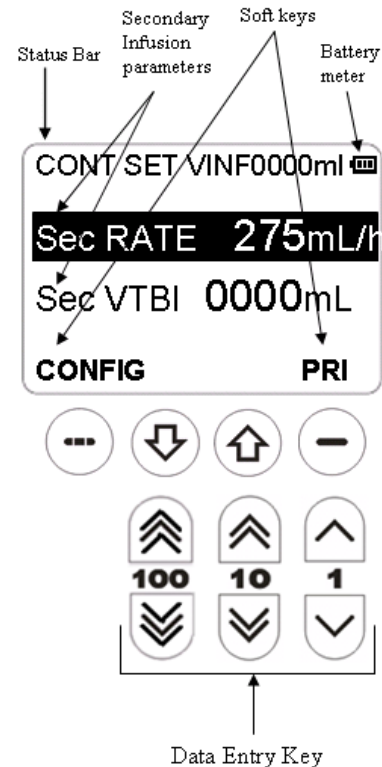 Secondary
Infusion
parameters
Soft keys
Status Bar
Battery
meter
CONT SET VINF0000ml
Sec RATE 275mL/h
Sec VTBI 0000mL
CONFIG PRI
100 10 1
Data Entry Key